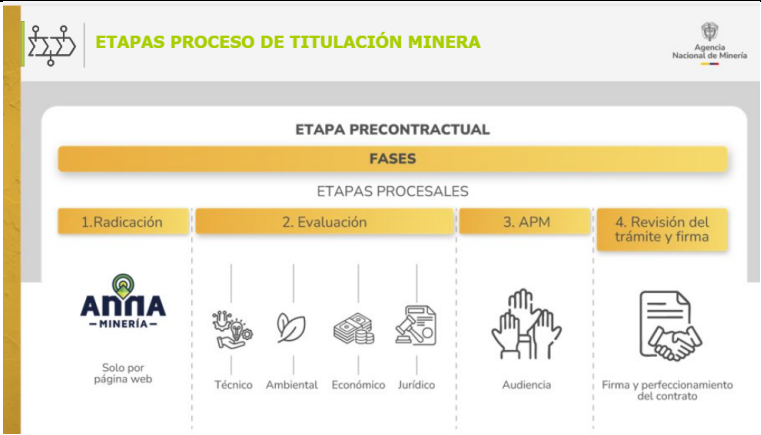 ETAPAS PROCESO DE TITULACIÓN MINERA
Agencia
Nacional de Minería
ETAPA PRECONTRACTUAL
FASES
ETAPAS PROCESALES
1.Radicación
2. Evaluación
3. APM
4. Revisión del
trámite y firma
ANNA
–MINERÍA–
Solo por
página web
Técnico
Ambiental
Económico
Jurídico
Audiencia
Firma y perfeccionamiento
del contrato